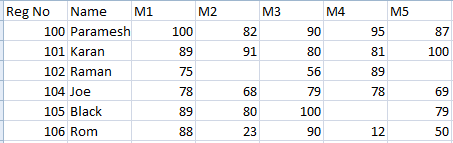 Reg No Name M1 M2 M3 M4 M5
100 Paramesh 100 82 90 95 87
101 Karan 89 91 80 81 100
102 Raman 75 56 89
104 Joe 78 68 79 78 69
105 Black 89 80 100 79
106 Rom 88 23 90 12 50